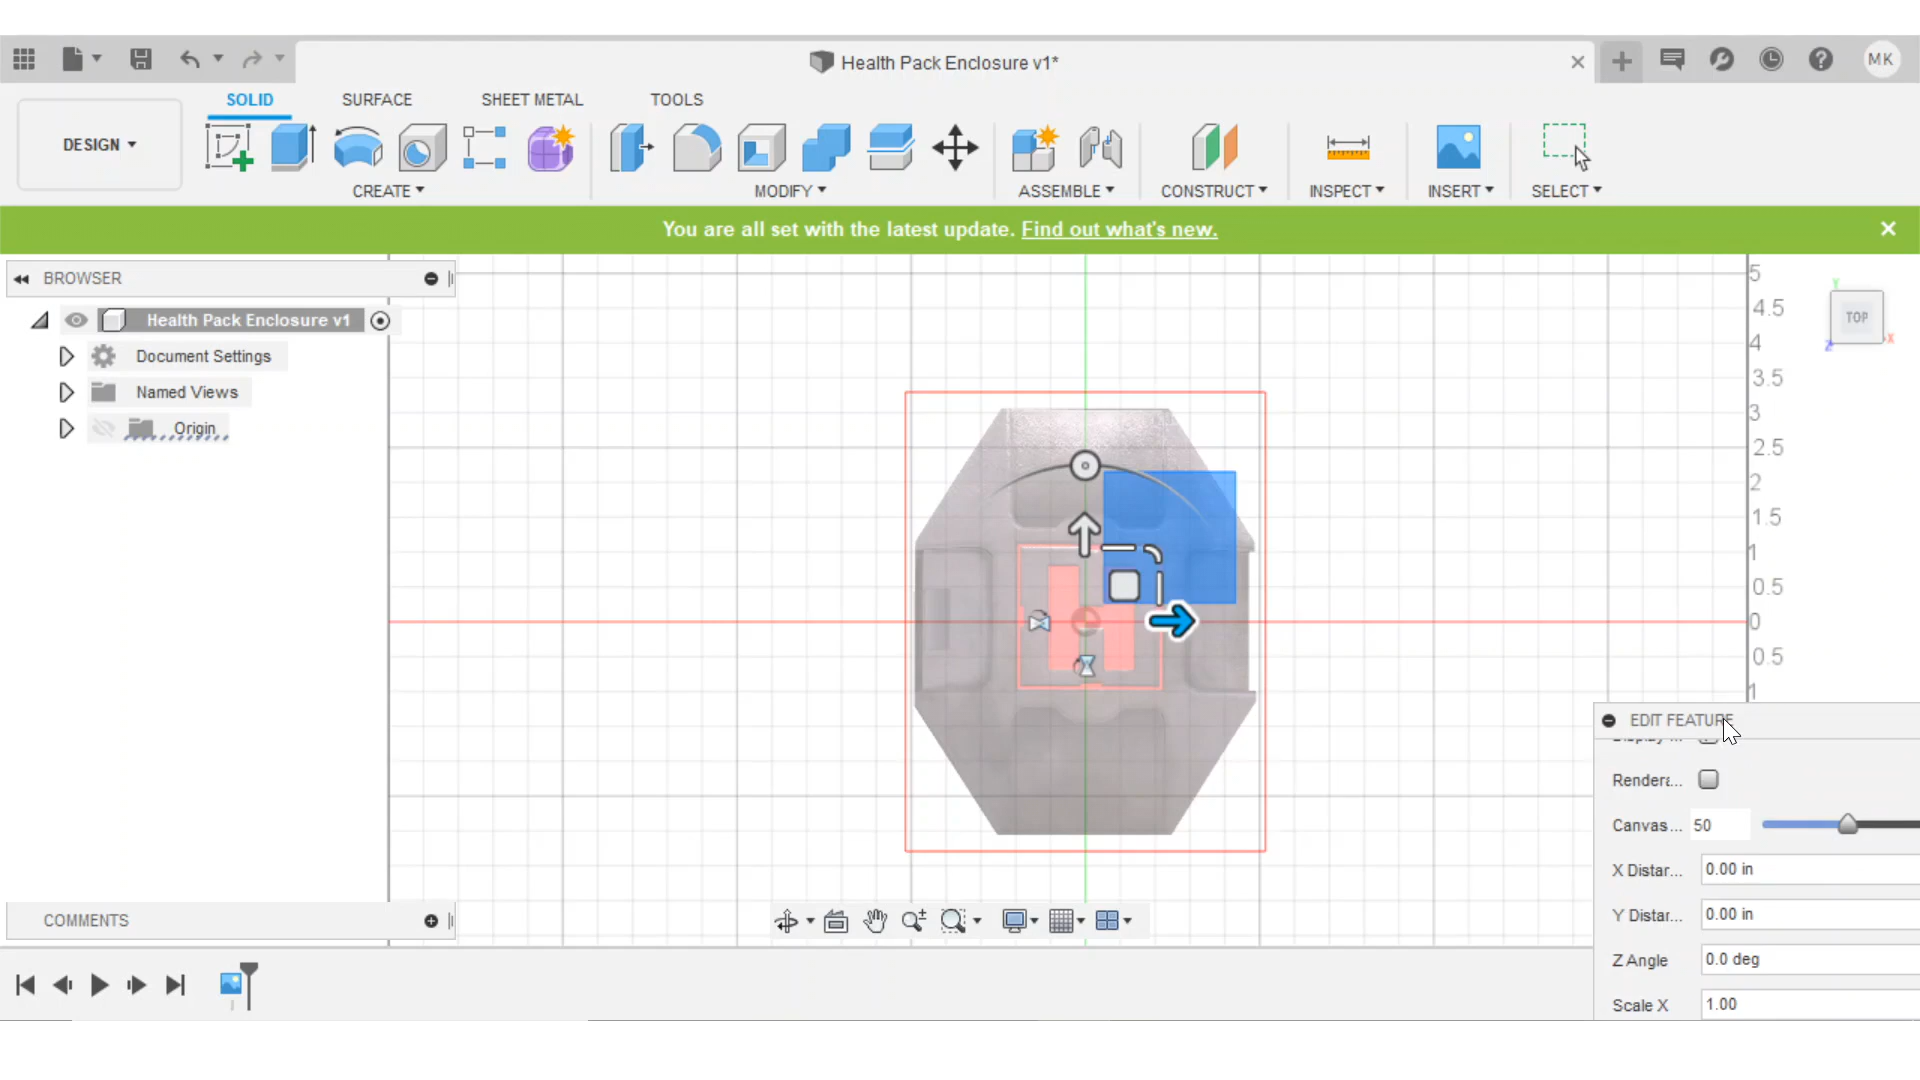 Health Pack Enclosure v1*
MK
SOLID
SURFACE
SHEET METAL
TOOLS
DESIGN
CREATE
MODIFY
ASSEMBLE
CONSTRUCT
INSPECT
INSERT
SELECT
You are all set with the latest update. Find out what's new.
BROWSER
Health Pack Enclosure v1
Document Settings
Named Views
Origin
5
4.5
4
3.5
3
2.5
2
1.5
1
0.5
0
0.5
1
Y
TOP
X
Z
EDIT FEATURE
Rendera...
Canvas... 50
X Distar... 0.00 in
Y Distar... 0.00 in
Z Angle 0.0 deg
Scale X 1.00
COMMENTS